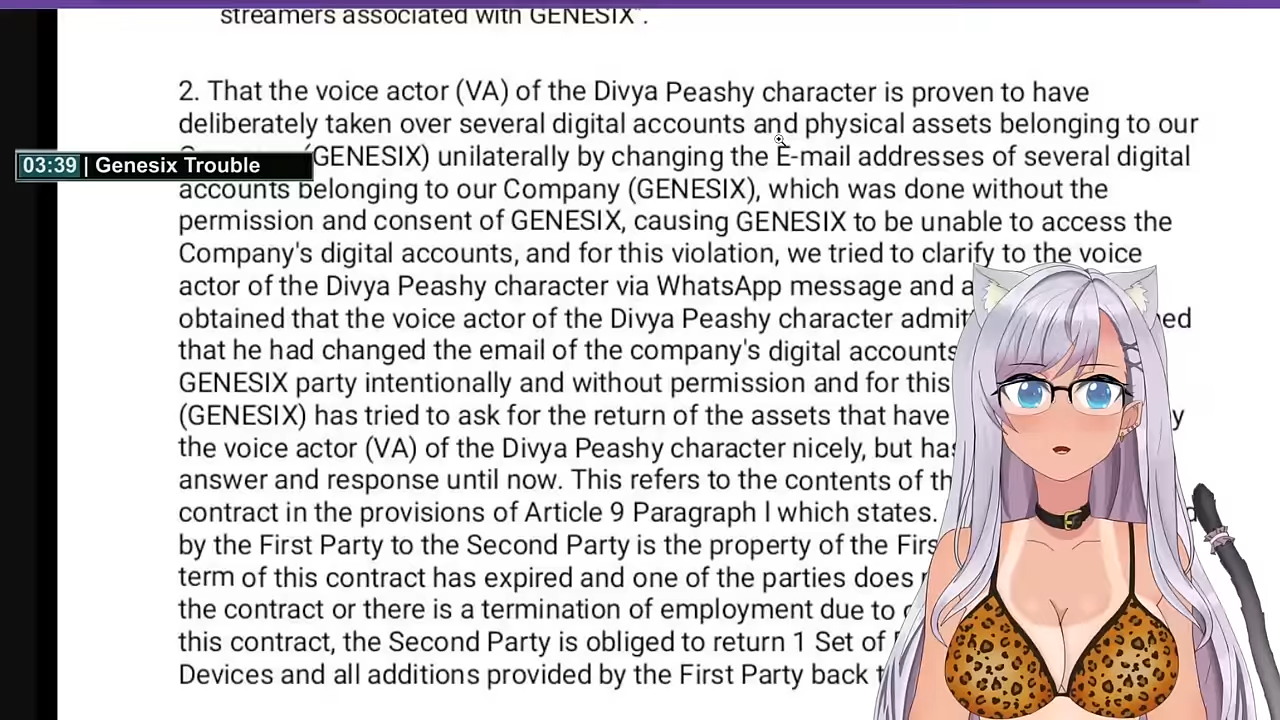 streamers associated with GENESIX".
2. That the voice actor (VA) of the Divya Peashy character is proven to have
deliberately taken over several digital accounts and physical assets belonging to our
(GENESIX) unilaterally by changing the E-mail addresses of several digital
03:39 | Genesix Trouble
accounts belonging to our Company (GENESIX), which was done without the
permission and consent of GENESIX, causing GENESIX to be unable to access the
Company's digital accounts, and for this violation, we tried to clarify to the voice
actor of the Divya Peashy character via WhatsApp message and
obtained that the voice actor of the Divya Peashy character
that he had changed the email of the company's digital accounts
GENESIX party intentionally and without permission and for this
(GENESIX) has tried to ask for the return of the assets that have
the voice actor (VA) of the Divya Peashy character nicely, but
answer and response until now. This refers to the contents of
contract in the provisions of Article 9 Paragraph l which states.
by the First Party to the Second Party is the property of the
term of this contract has expired and one of the parties does
the contract or there is a termination of employment due to
this contract, the Second Party is obliged to return 1 Set of
Devices and all additions provided by the First Party back